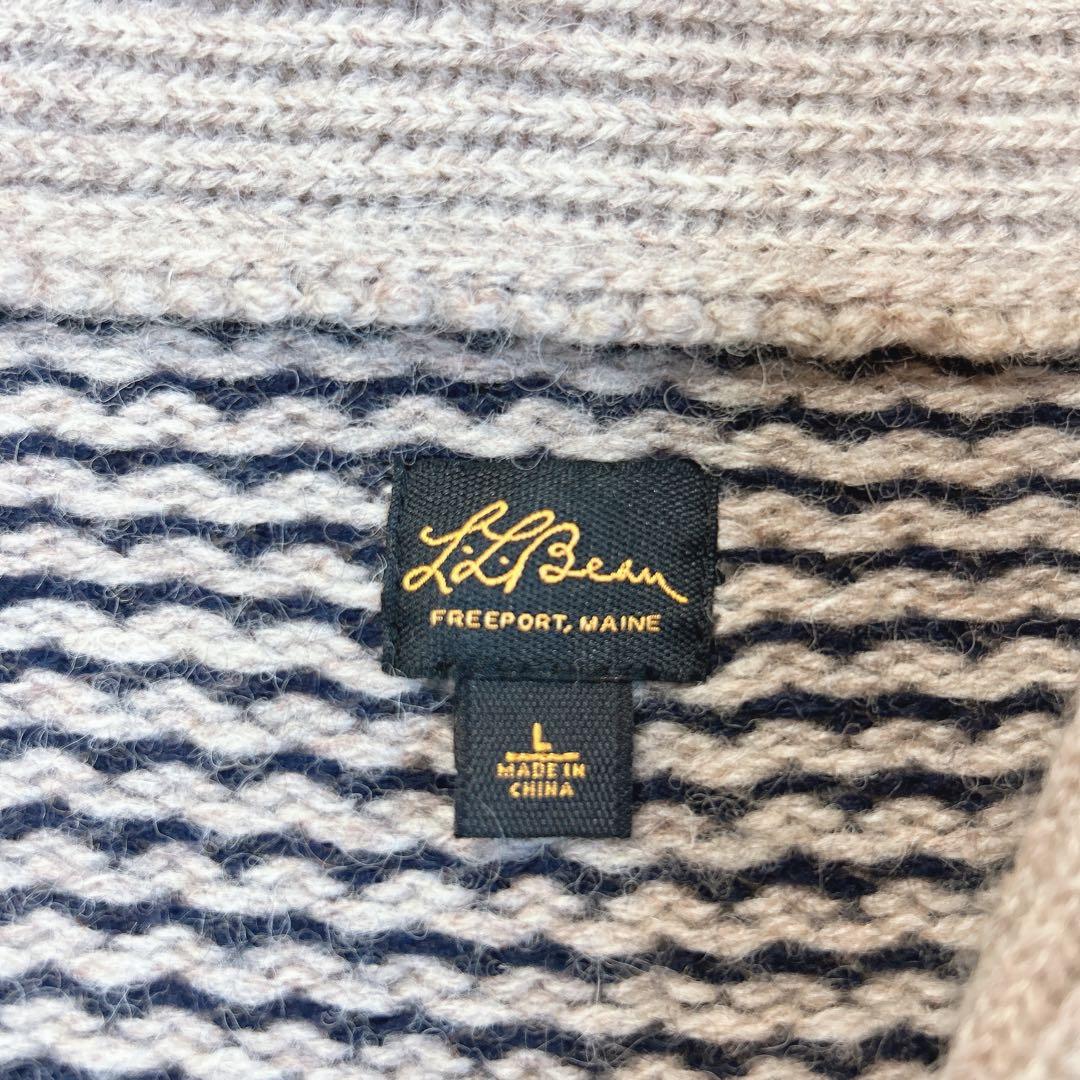 L.L.Bean
FREEPORT, MAINE
L
MADE IN
CHINA